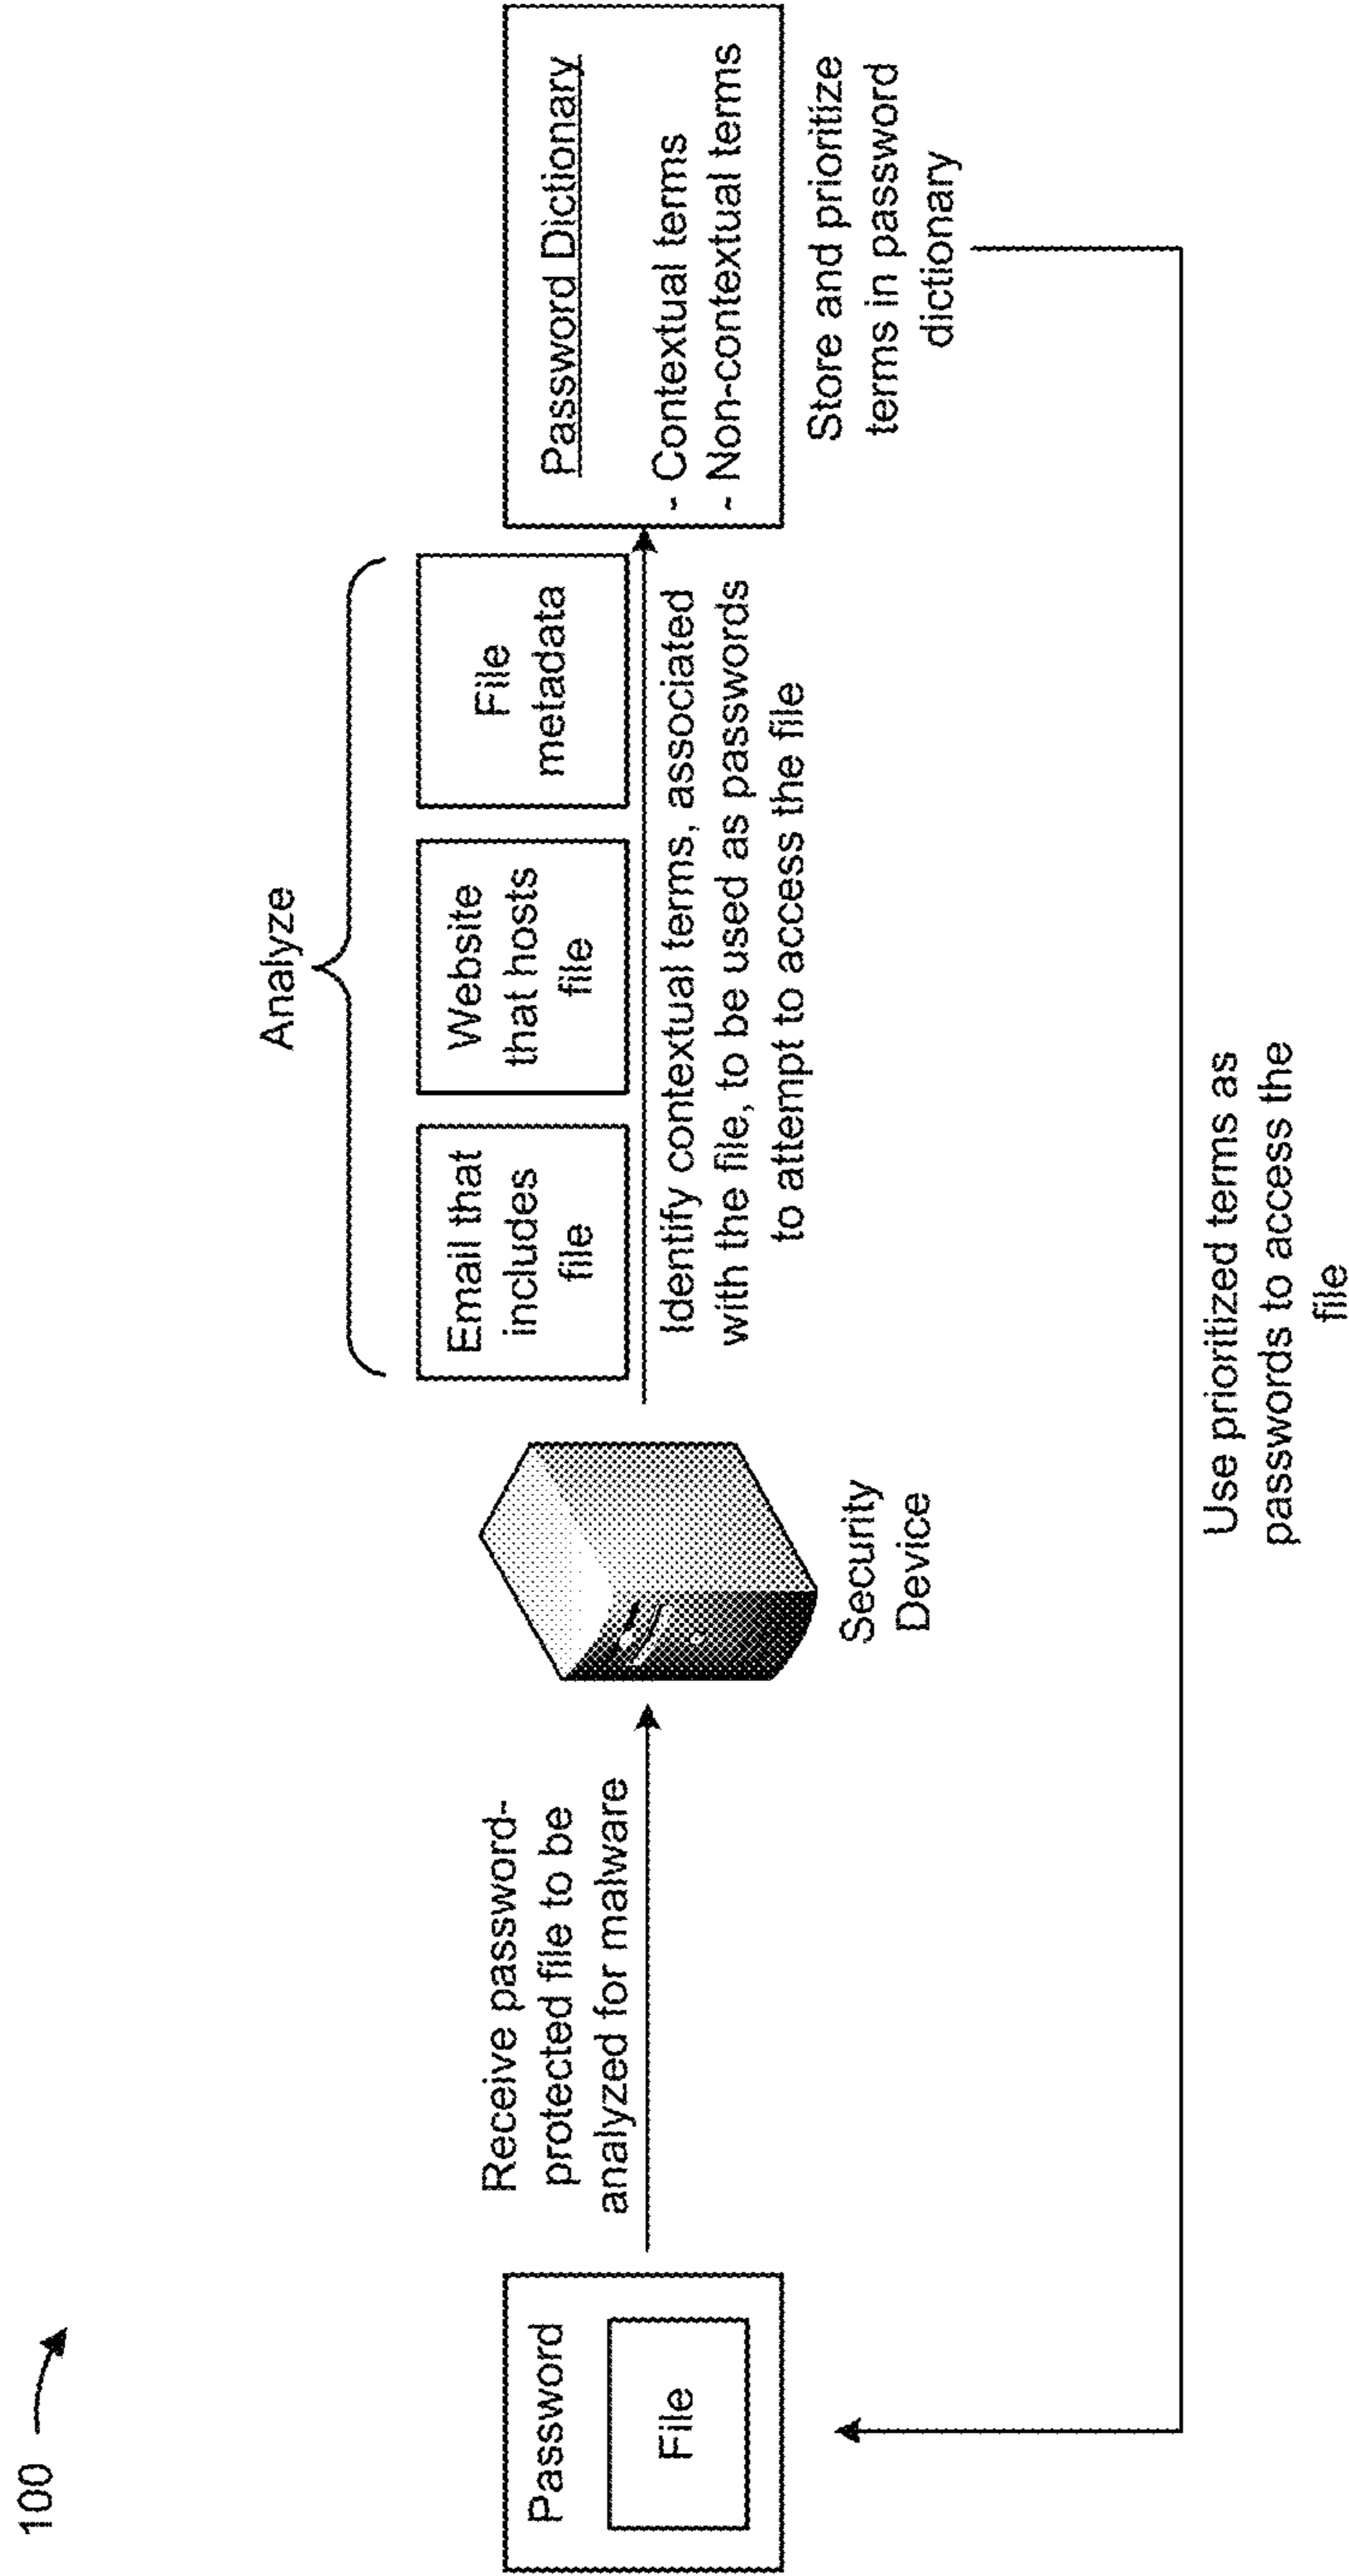 100
Password
File
Receive password-
protected file to be
analyzed for malware
Security
Device
Analyze
Email that
includes
file
Website
that hosts
file
File
metadata
Identify contextual terms, associated
with the file, to be used as passwords
to attempt to access the file
Password Dictionary
- Contextual terms
- Non-contextual terms
Store and prioritize
terms in password
dictionary
Use prioritized terms as
passwords to access the
file